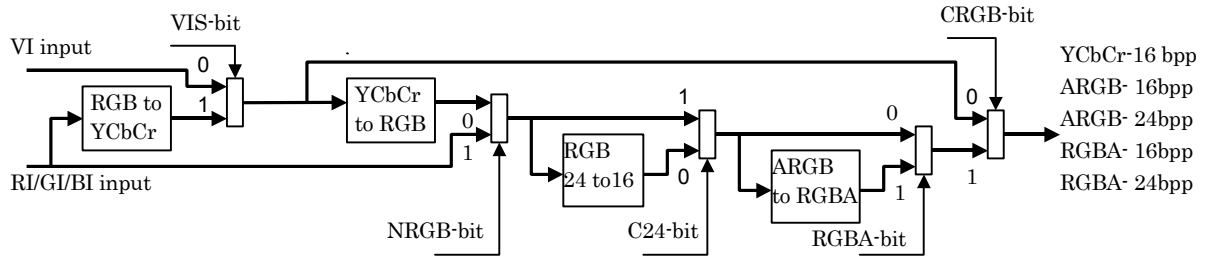 VIS-bit
CRGB-bit
VI input
0
RGB to
YCbCr
1
YCbCr
to RGB
0
1
RI/GI/BI input
NRGB-bit
1
RGB
24 to16
0
C24-bit
0
ARGB
to RGBA
1
RGBA-bit
0
1
YCbCr-16 bpp
ARGB- 16bpp
ARGB- 24bpp
RGBA- 16bpp
RGBA- 24bpp